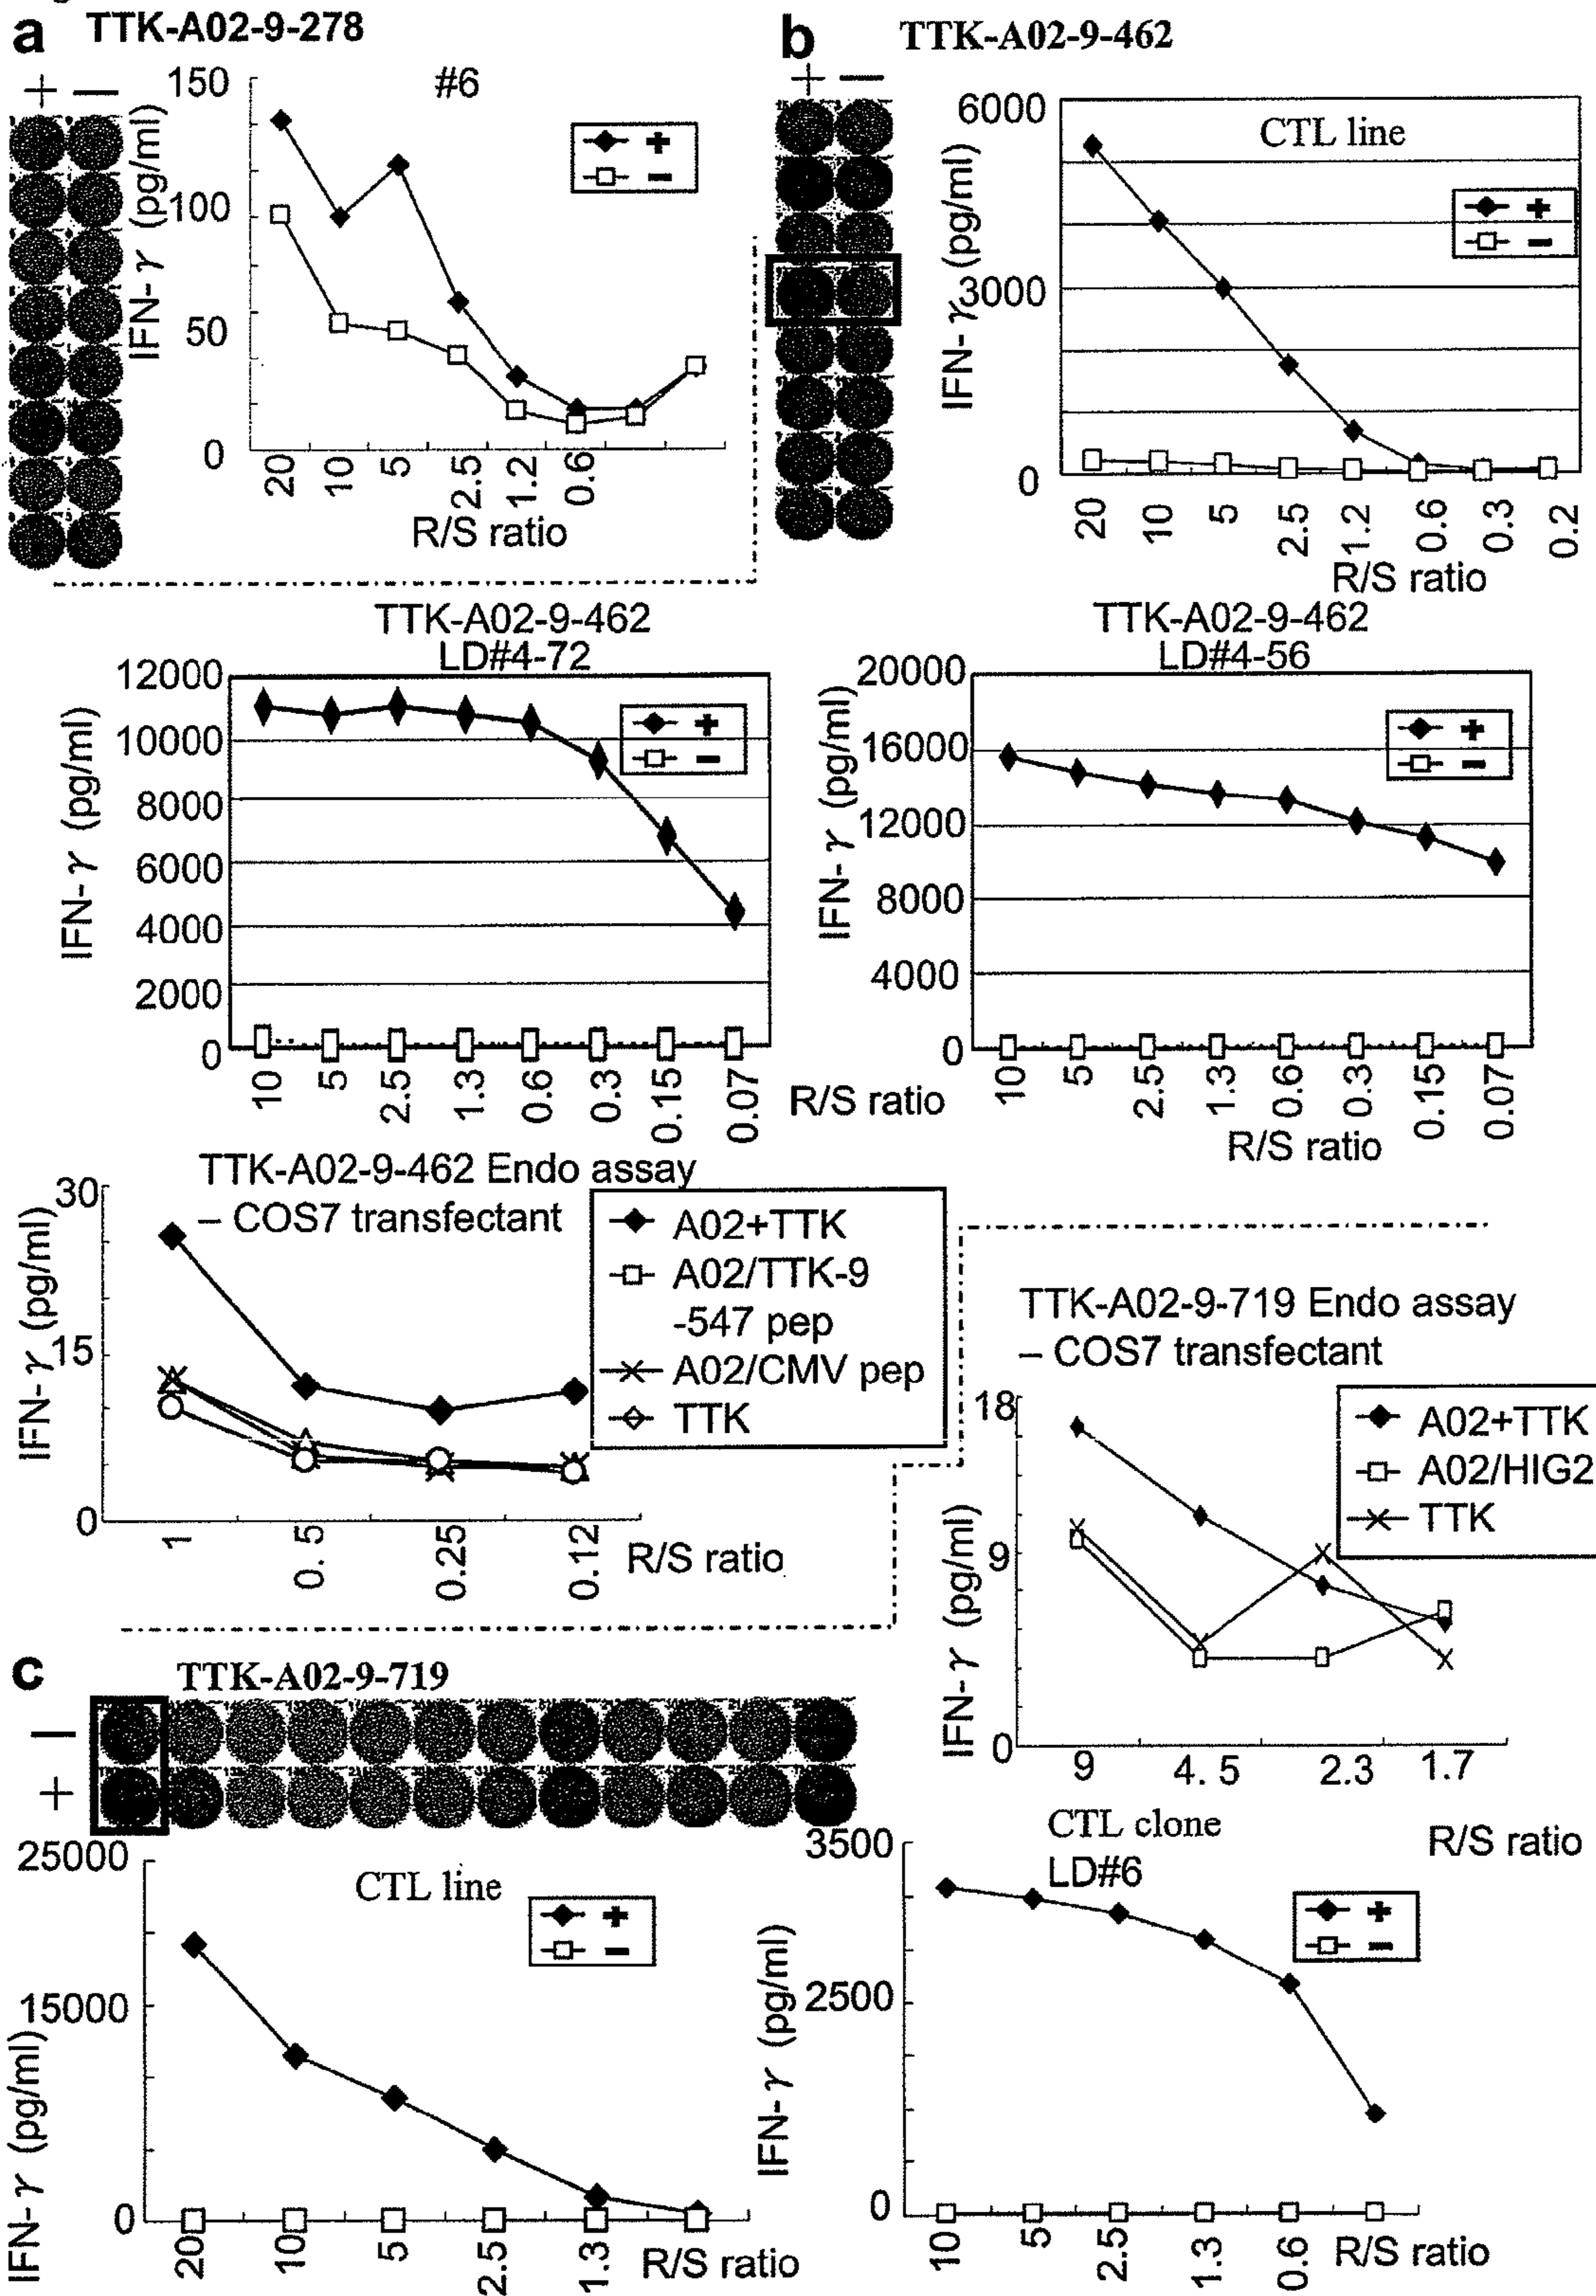 a TTK-A02-9-278
+ −
#6
IFN-γ (pg/ml)
150
100
50
0
+
−
20 10 5 2.5 1.2 0.6
R/S ratio
b TTK-A02-9-462
+ −
CTL line
IFN-γ (pg/ml)
6000
3000
0
+
−
20 10 5 2.5 1.2 0.6 0.3 0.2
R/S ratio
TTK-A02-9-462
LD#4-72
IFN-γ (pg/ml)
12000
10000
8000
6000
4000
2000
0
+
−
10 5 2.5 1.3 0.6 0.3 0.15 0.07
R/S ratio
TTK-A02-9-462
LD#4-56
IFN-γ (pg/ml)
20000
16000
12000
8000
4000
0
+
−
10 5 2.5 1.3 0.6 0.3 0.15 0.07
R/S ratio
TTK-A02-9-462 Endo assay
– COS7 transfectant
IFN-γ (pg/ml)
30
15
0
A02+TTK
A02/TTK-9
-547 pep
A02/CMV pep
TTK
1 0.5 0.25 0.12
R/S ratio
TTK-A02-9-719 Endo assay
– COS7 transfectant
IFN-γ (pg/ml)
18
9
0
A02+TTK
A02/HIG2
TTK
9 4.5 2.3 1.7
R/S ratio
c TTK-A02-9-719
−
+
CTL line
IFN-γ (pg/ml)
25000
15000
0
+
−
20 10 5 2.5 1.3
R/S ratio
CTL clone
LD#6
IFN-γ (pg/ml)
3500
2500
0
+
−
10 5 2.5 1.3 0.6
R/S ratio